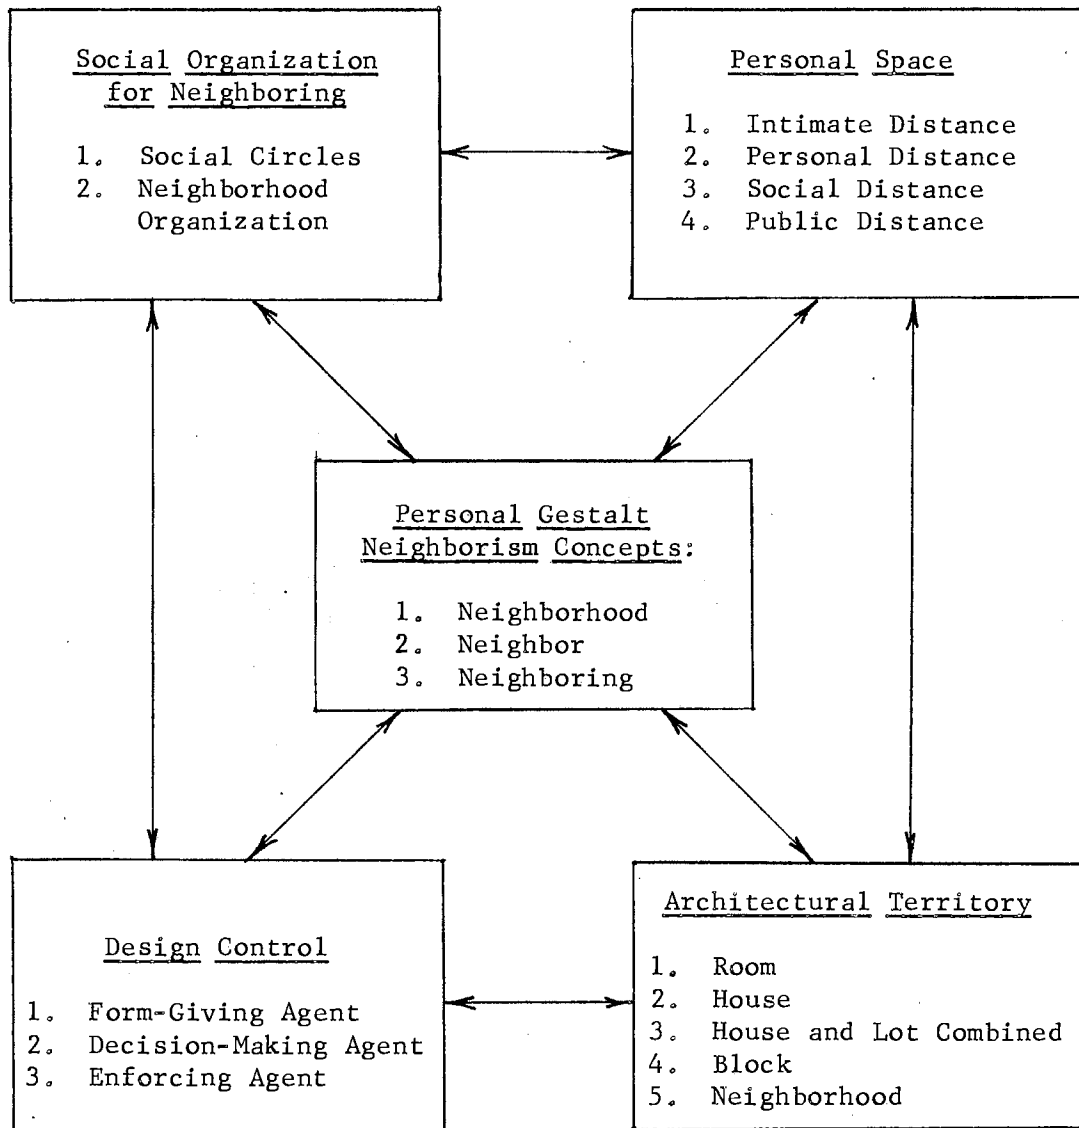 Social Organization
for Neighboring
1. Social Circles
2. Neighborhood
Organization
Personal Space
1. Intimate Distance
2. Personal Distance
3. Social Distance
4. Public Distance
Personal Gestalt
Neighborism Concepts:
1. Neighborhood
2. Neighbor
3. Neighboring
Design Control
1. Form-Giving Agent
2. Decision-Making Agent
3. Enforcing Agent
Architectural Territory
1. Room
2. House
3. House and Lot Combined
4. Block
5. Neighborhood